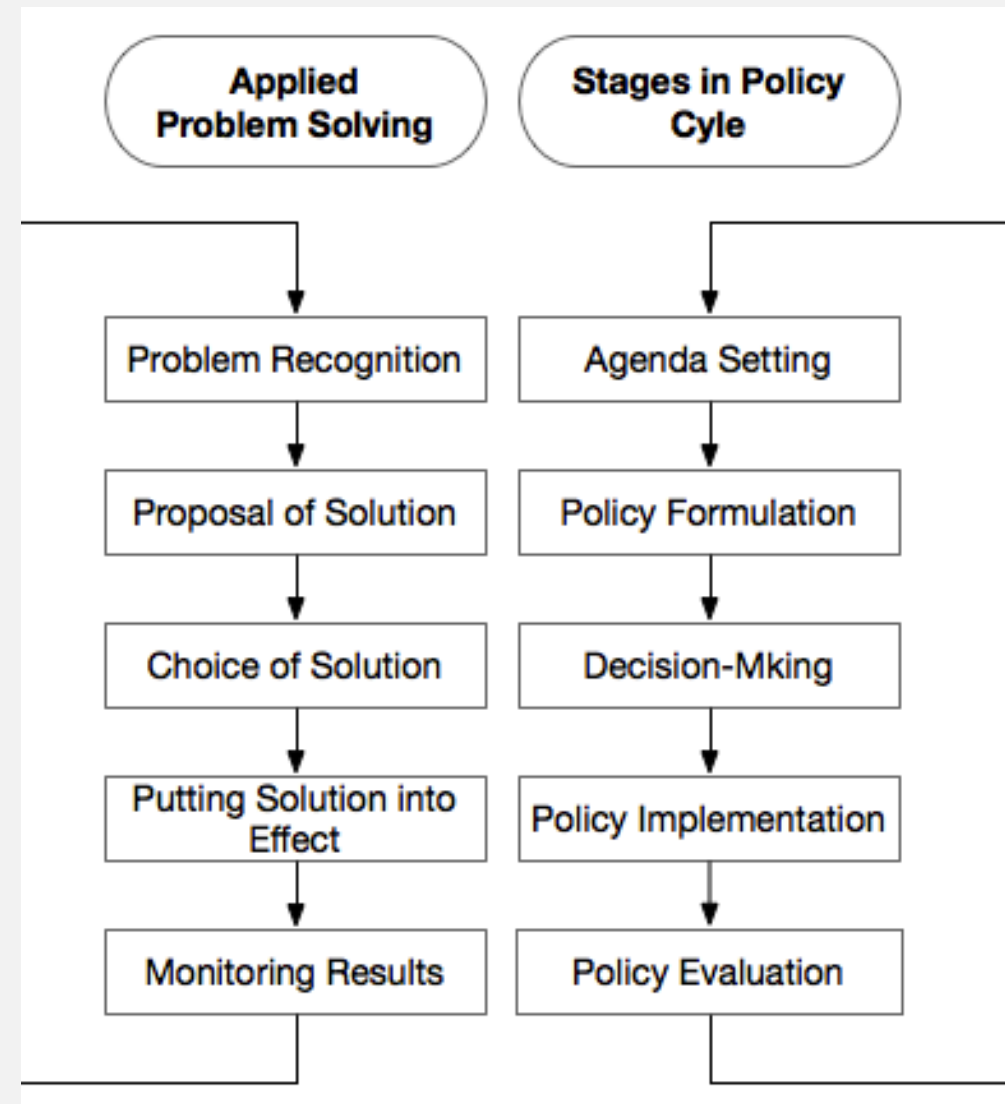 Applied
Problem Solving
Stages in Policy
Cyle
Problem Recognition
Agenda Setting
Proposal of Solution
Policy Formulation
Choice of Solution
Decision-Mking
Putting Solution into
Effect
Policy Implementation
Monitoring Results
Policy Evaluation